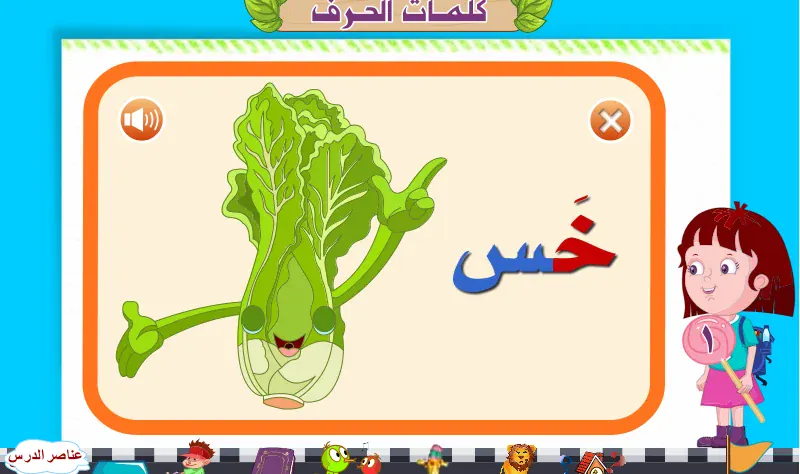 كلمات الحرف
خَس
١
عناصر الدرس